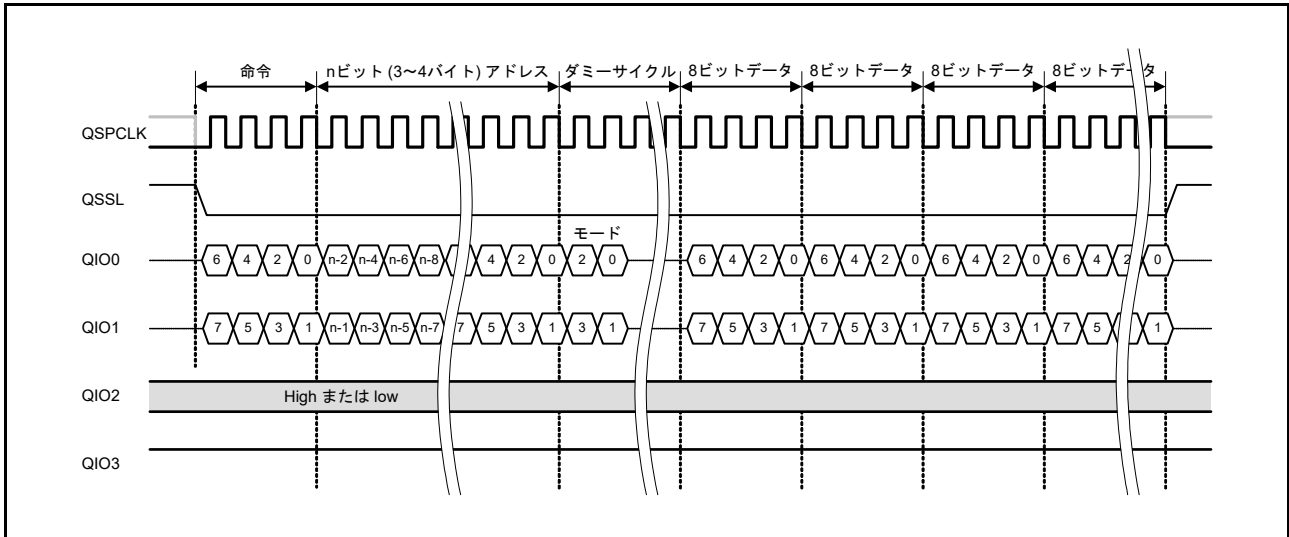 命令 nビット (3～4バイト) アドレス ダミーサイクル 8ビットデータ 8ビットデータ 8ビットデータ 8ビットデータ
QSPCLK
QSSL
モード
QIO0 6 4 2 0 n-2 n-4 n-6 n-8 4 2 0 2 0 6 4 2 0 6 4 2 0 6 4 2 0 6 4 2 0
QIO1 7 5 3 1 n-1 n-3 n-5 n-7 7 5 3 1 3 1 7 5 3 1 7 5 3 1 7 5 3 1 7 5 1
QIO2 High または low
QIO3